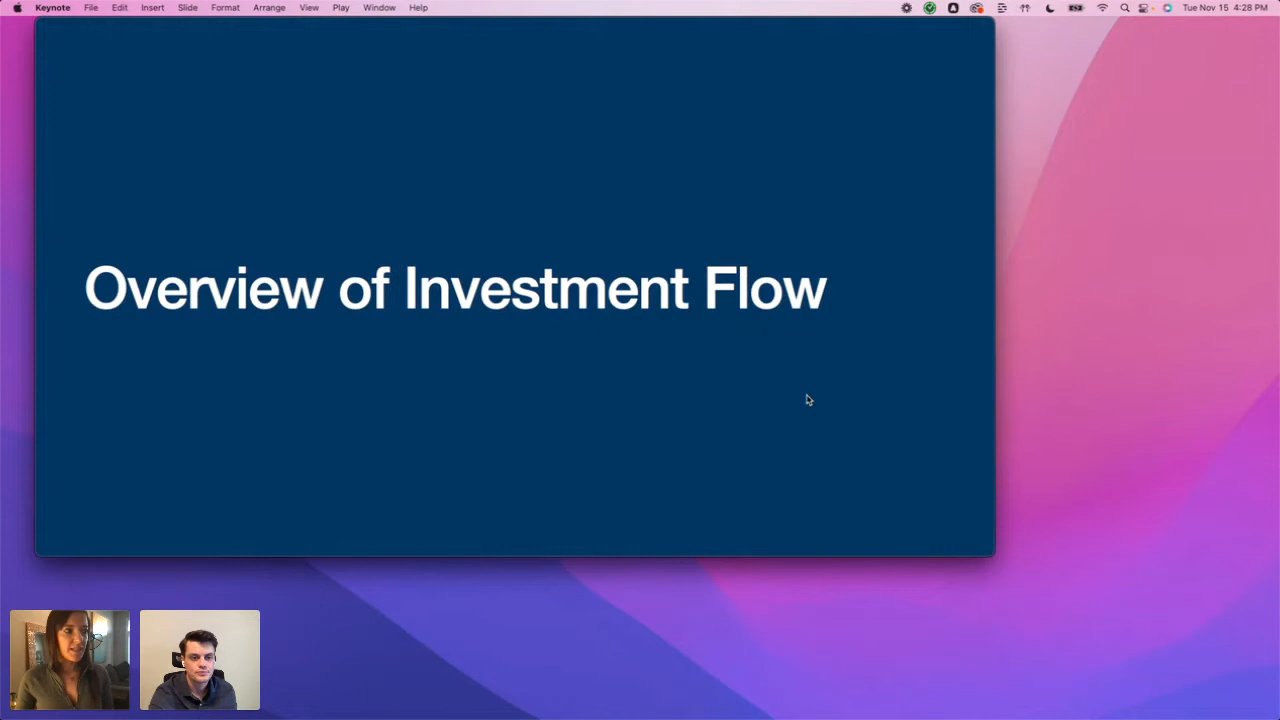 Keynote File Edit Insert Slide Format Arrange View Play Window Help Tue Nov 15 4:28 PM
Overview of Investment Flow